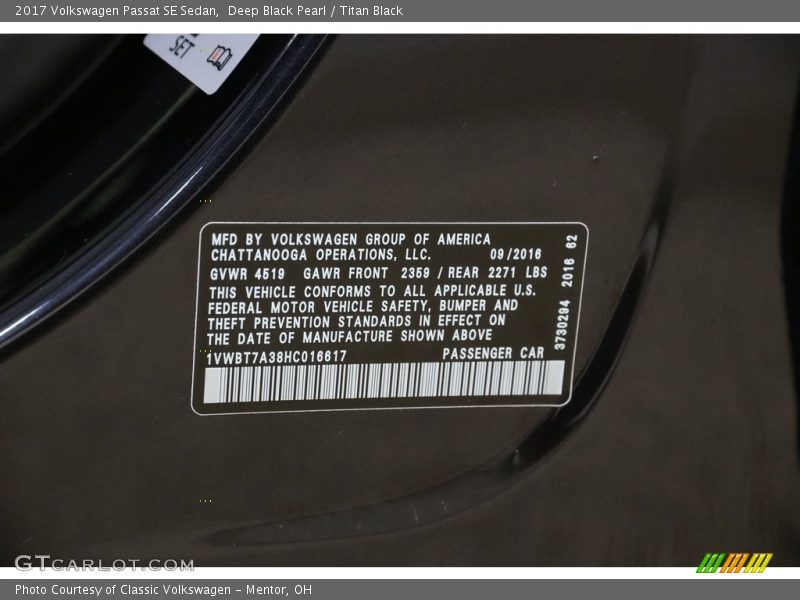 2017 Volkswagen Passat SE Sedan,  Deep Black Pearl / Titan Black
SET
MFD BY VOLKSWAGEN GROUP OF AMERICA
CHATTANOOGA OPERATIONS, LLC. 09/2016
GVWR 4519 GAWR FRONT 2359 / REAR 2271 LBS
THIS VEHICLE CONFORMS TO ALL APPLICABLE U.S.
FEDERAL MOTOR VEHICLE SAFETY, BUMPER AND
THEFT PREVENTION STANDARDS IN EFFECT ON
THE DATE OF MANUFACTURE SHOWN ABOVE
1VWBT7A38HC016617 PASSENGER CAR
3790294 2016 62
GTCARLOT.COM
Photo Courtesy of Classic Volkswagen - Mentor, OH